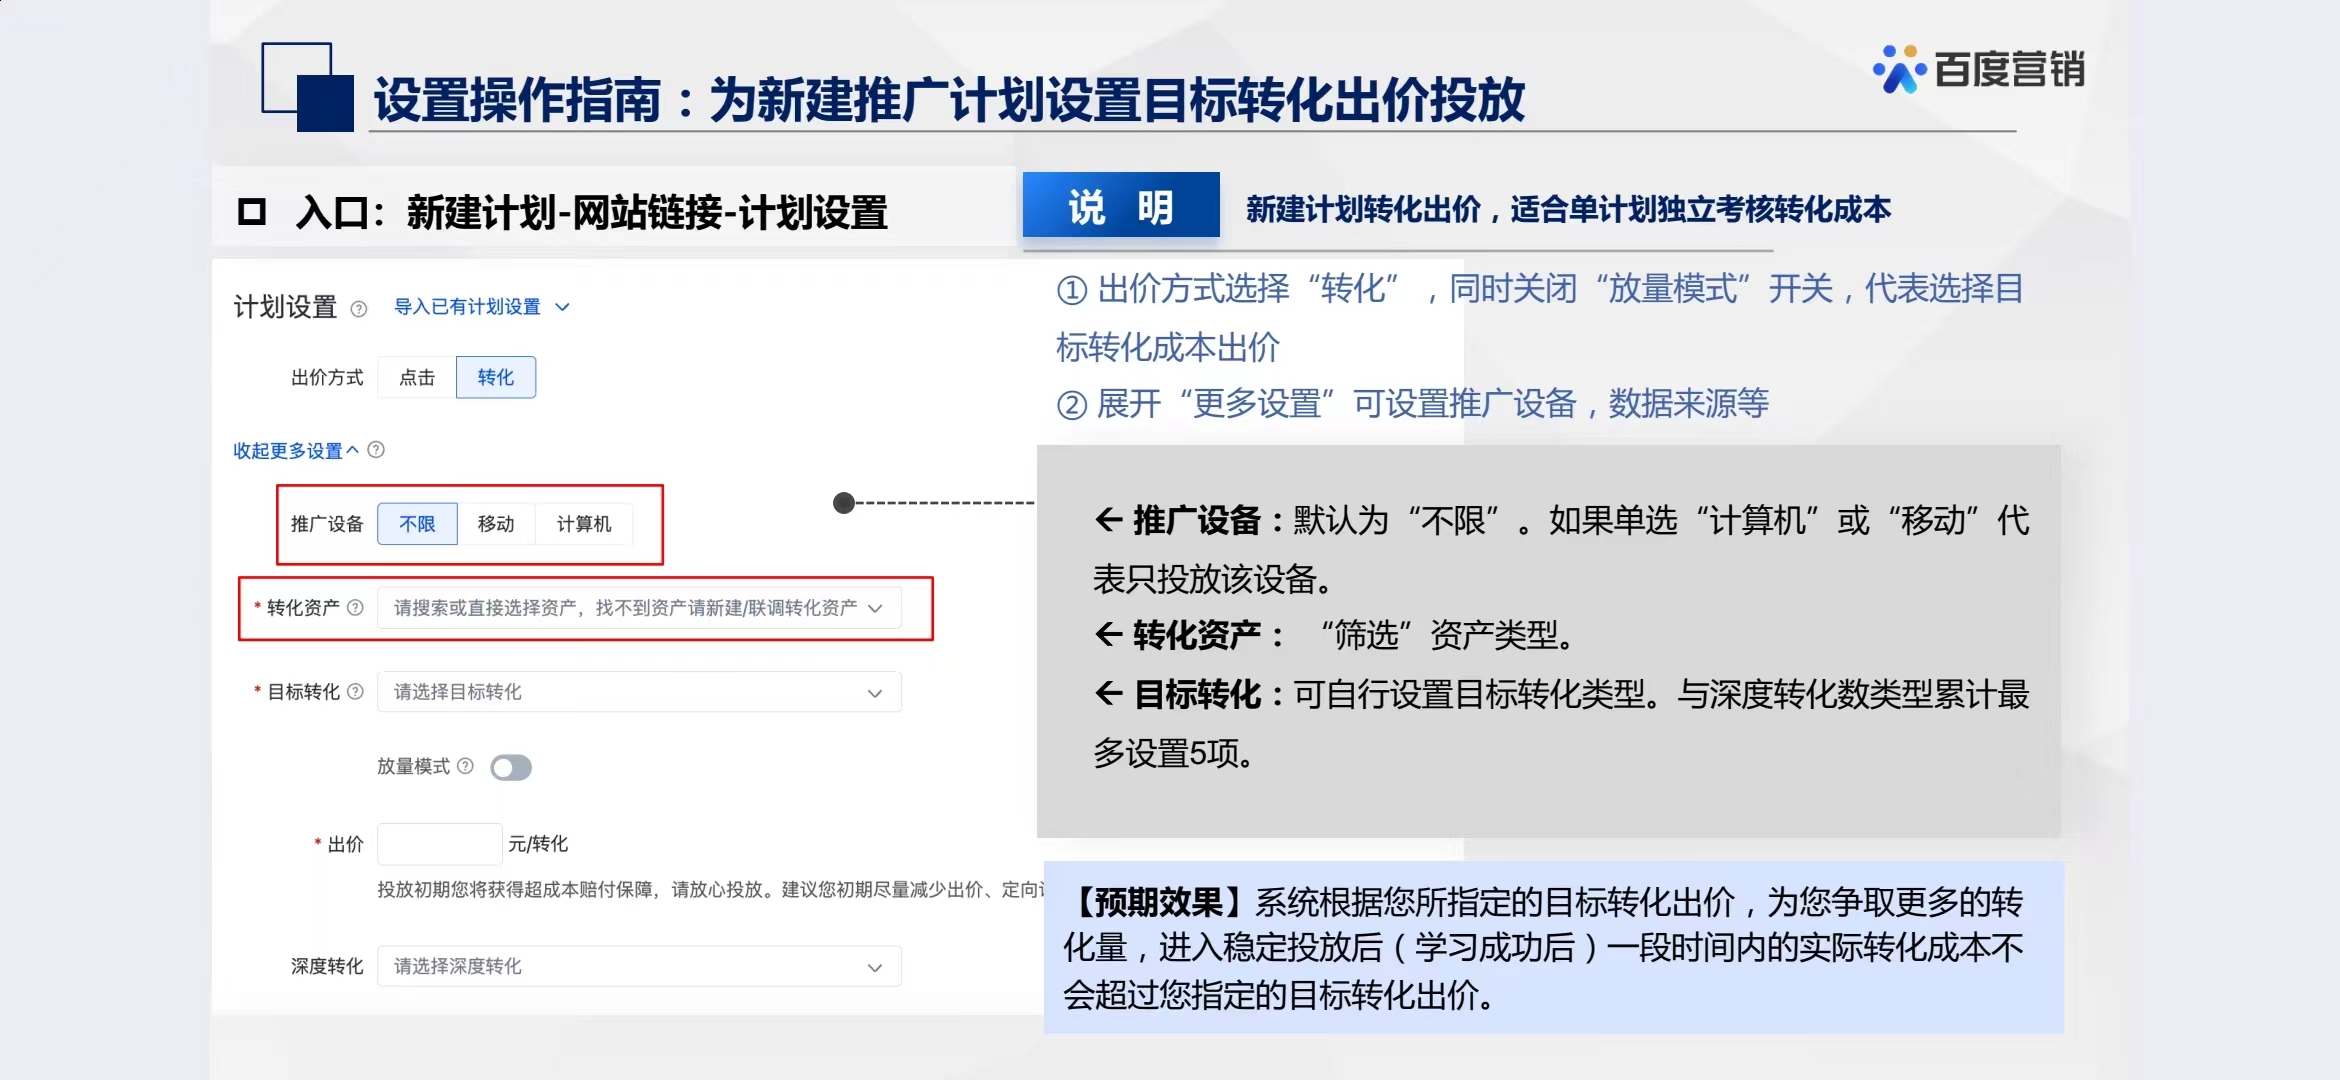 设置操作指南：为新建推广计划设置目标转化出价投放
百度营销
入口：新建计划-网站链接-计划设置
说 明
新建计划转化出价，适合单计划独立考核转化成本
计划设置 导入已有计划设置
出价方式 点击 转化
收起更多设置
推广设备 不限 移动 计算机
* 转化资产 请搜索或直接选择资产，找不到资产请新建/联调转化资产
* 目标转化 请选择目标转化
放量模式
* 出价 元/转化
投放初期您将获得超成本赔付保障，请放心投放。建议您初期尽量减少出价、定向
深度转化 请选择深度转化
① 出价方式选择“转化”，同时关闭“放量模式”开关，代表选择目
标转化成本出价
② 展开“更多设置”可设置推广设备，数据来源等
← 推广设备：默认为“不限”。如果单选“计算机”或“移动”代
表只投放该设备。
← 转化资产： “筛选”资产类型。
← 目标转化：可自行设置目标转化类型。与深度转化数类型累计最
多设置5项。
【预期效果】系统根据您所指定的目标转化出价，为您争取更多的转
化量，进入稳定投放后（学习成功后）一段时间内的实际转化成本不
会超过您指定的目标转化出价。